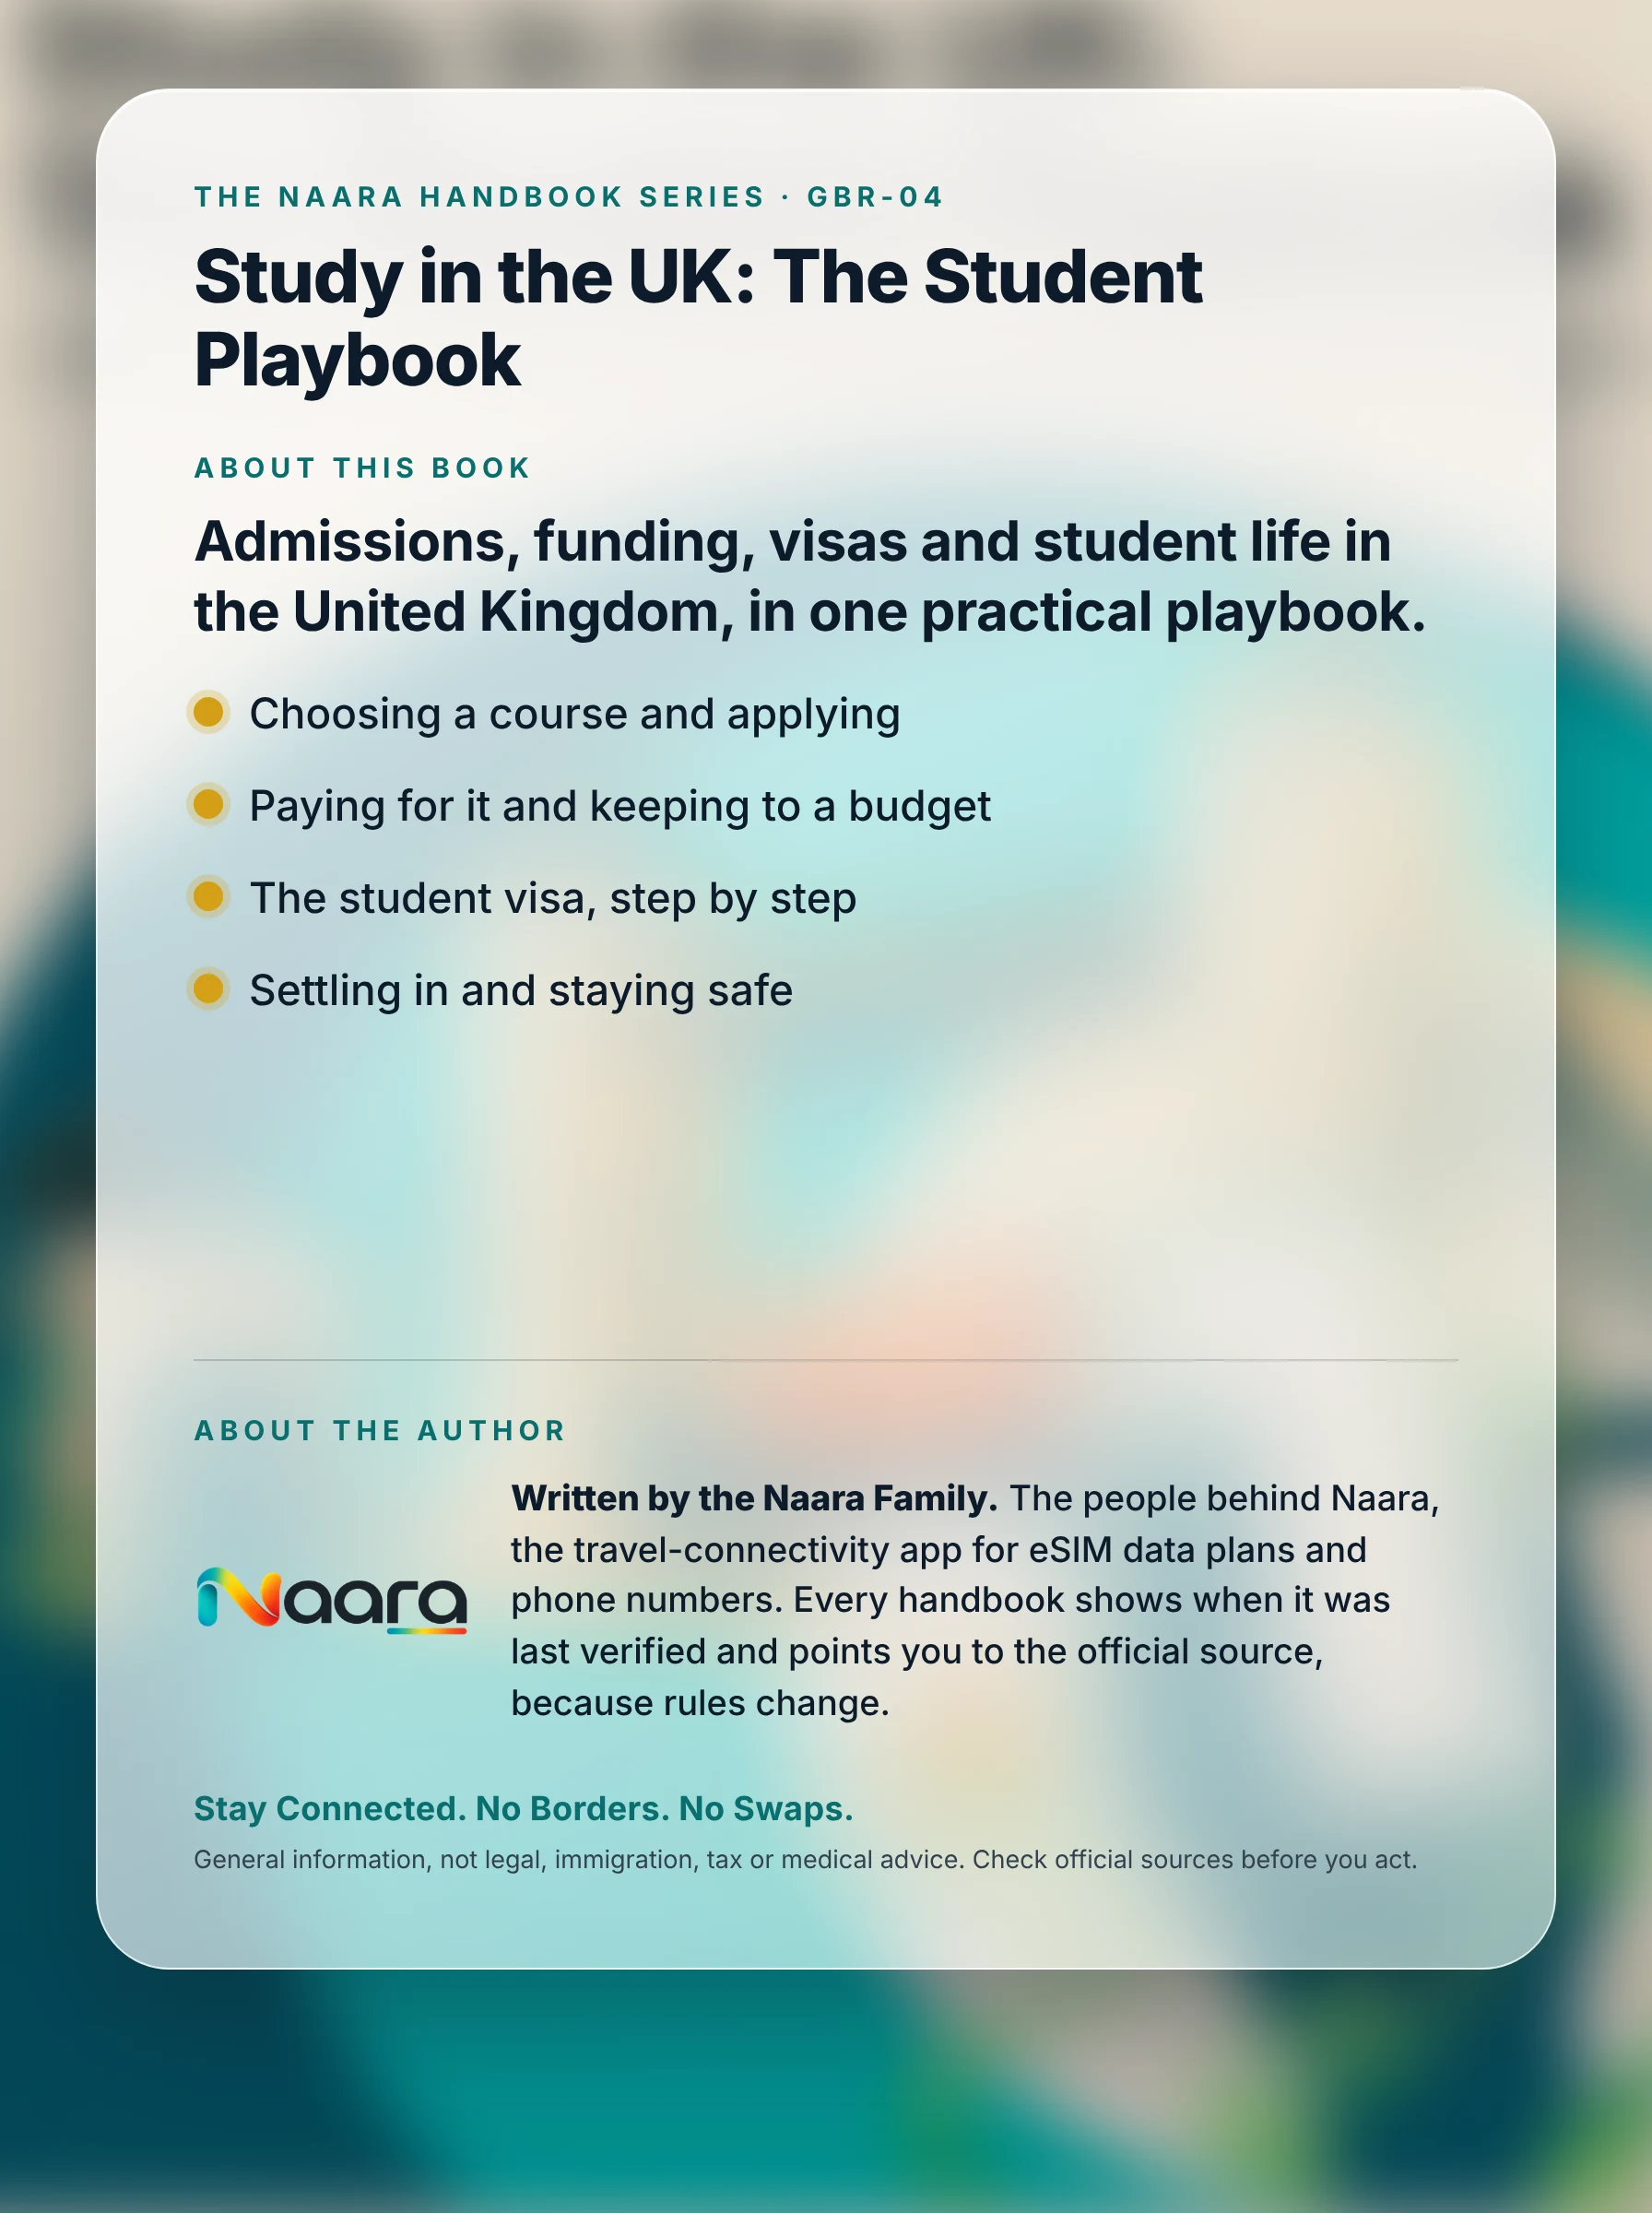 THE NAARA HANDBOOK SERIES · GBR-04
Study in the UK: The Student
Playbook
ABOUT THIS BOOK
Admissions, funding, visas and student life in
the United Kingdom, in one practical playbook.
Choosing a course and applying
Paying for it and keeping to a budget
The student visa, step by step
Settling in and staying safe
ABOUT THE AUTHOR
Naara
Written by the Naara Family. The people behind Naara,
the travel-connectivity app for eSIM data plans and
phone numbers. Every handbook shows when it was
last verified and points you to the official source,
because rules change.
Stay Connected. No Borders. No Swaps.
General information, not legal, immigration, tax or medical advice. Check official sources before you act.